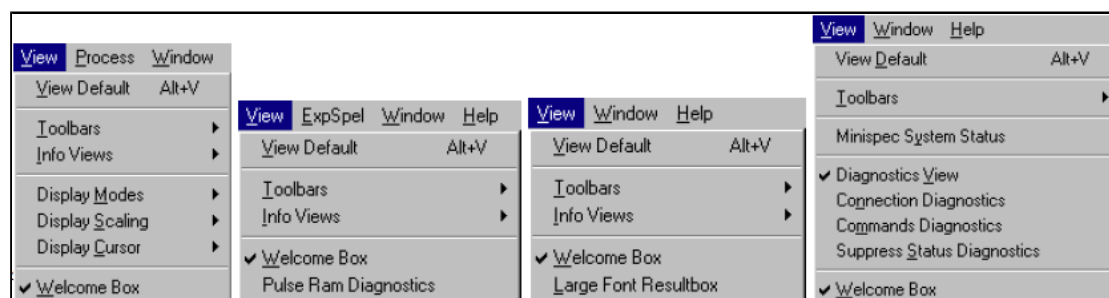 View Process Window
View Default Alt+V
Toolbars
Info Views
Display Modes
Display Scaling
Display Cursor
Welcome Box
View ExpSpel Window Help
View Default Alt+V
Toolbars
Info Views
Welcome Box
Pulse Ram Diagnostics
View Window Help
View Default Alt+V
Toolbars
Info Views
Welcome Box
Large Font Resultbox
View Window Help
View Default Alt+V
Toolbars
Minispec System Status
Diagnostics View
Connection Diagnostics
Commands Diagnostics
Suppress Status Diagnostics
Welcome Box